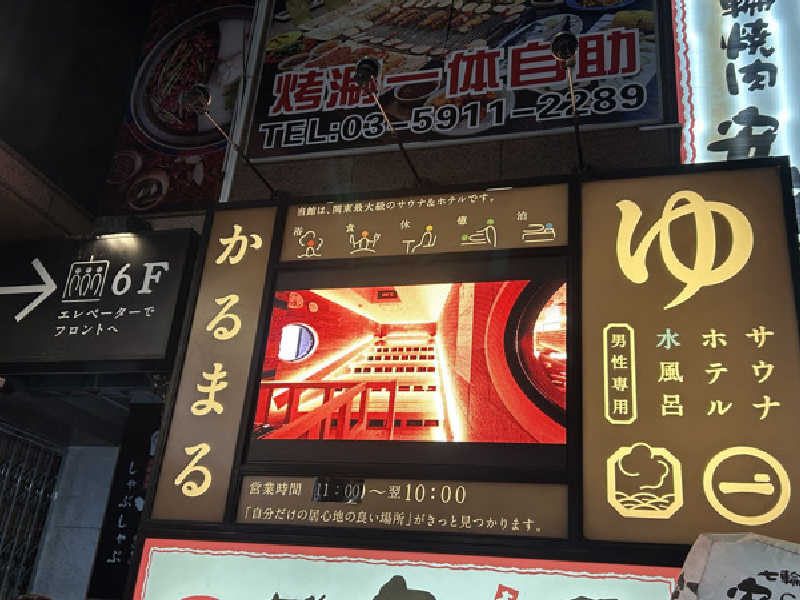 烤涮一体自助
TEL:03-5911-2289
焼肉
6F
エレベーターで
フロントへ
かるまる
当館は、関東最大級のサウナ&ホテルです。
浴 食 休 癒 泊
営業時間 11:00～翌10:00
「自分だけの居心地の良い場所」がきっと見つかります。
ゆ
サウナ
ホテル
水風呂
男性専用
しゃぶしゃぶ
七輪